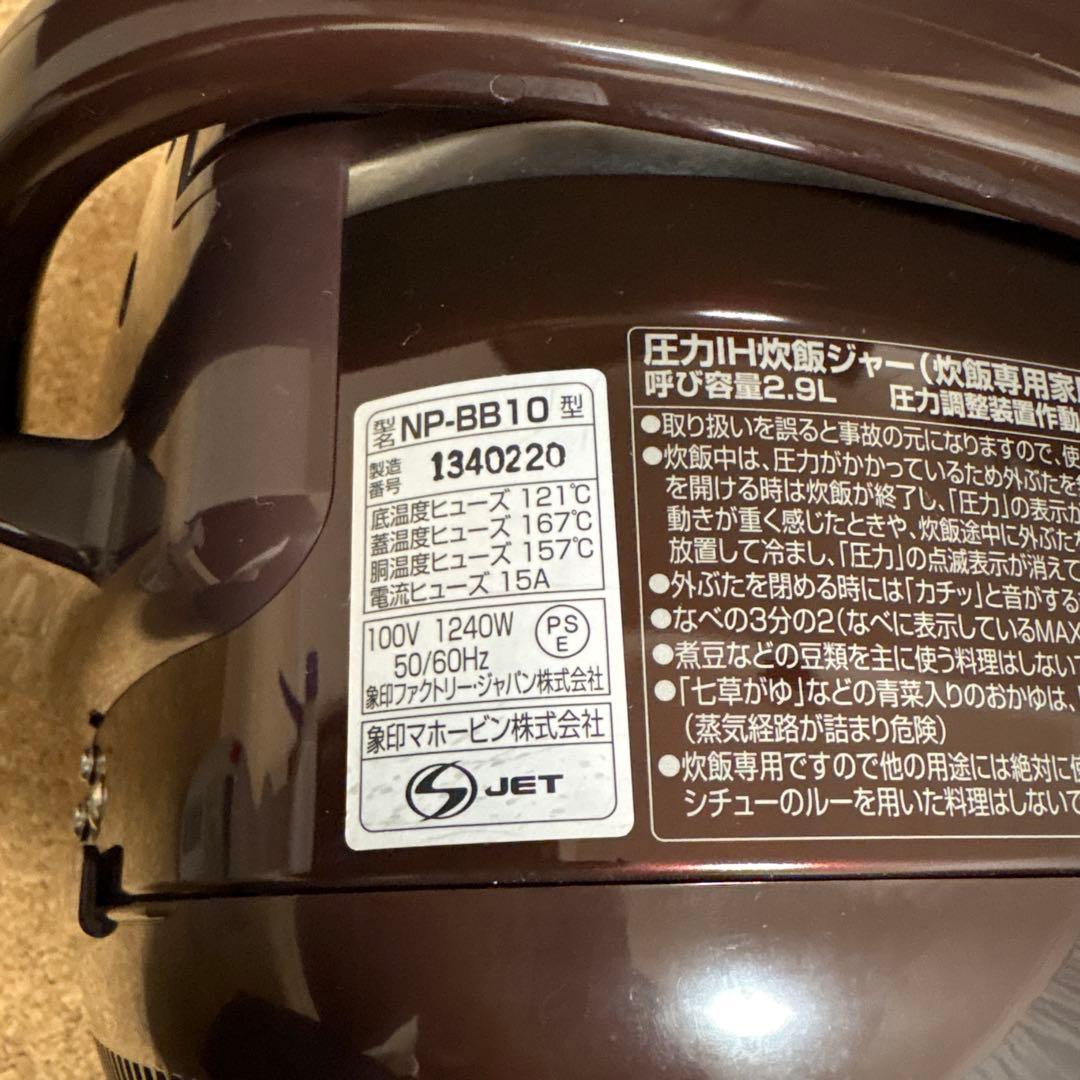 型名 NP-BB10 型
製造番号 1340220
底温度ヒューズ 121℃
蓋温度ヒューズ 167℃
胴温度ヒューズ 157℃
電流ヒューズ 15A
100V 1240W
50/60Hz
PSE
象印ファクトリー・ジャパン株式会社
象印マホービン株式会社
S JET
圧力IH炊飯ジャー(炊飯専用家
呼び容量2.9L 圧力調整装置作動
●取り扱いを誤ると事故の元になりますので、使
●炊飯中は、圧力がかかっているため外ぶたを
を開ける時は炊飯が終了し、「圧力」の表示が
動きが重く感じたときや、炊飯途中に外ぶた
放置して冷まし、「圧力」の点滅表示が消えて
●外ぶたを閉める時には「カチッ」と音がする
●なべの3分の2(なべに表示しているMAX
●煮豆などの豆類を主に使う料理はしない
●「七草がゆ」などの青菜入りのおかゆは、
(蒸気経路が詰まり危険)
●炊飯専用ですので他の用途には絶対に使
シチューのルーを用いた料理はしない